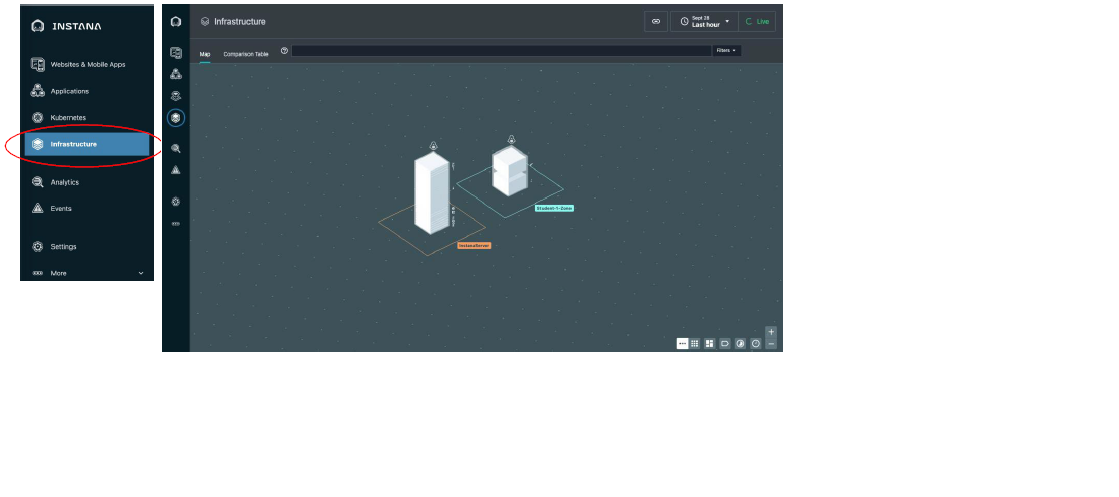 INSTANA
Websites & Mobile Apps
Applications
Kubernetes
Infrastructure
Analytics
Events
Settings
More
Infrastructure
Sept 28
Last hour
Live
Map
Comparison Table
Filters
Student-1-Zone
InstanaServer